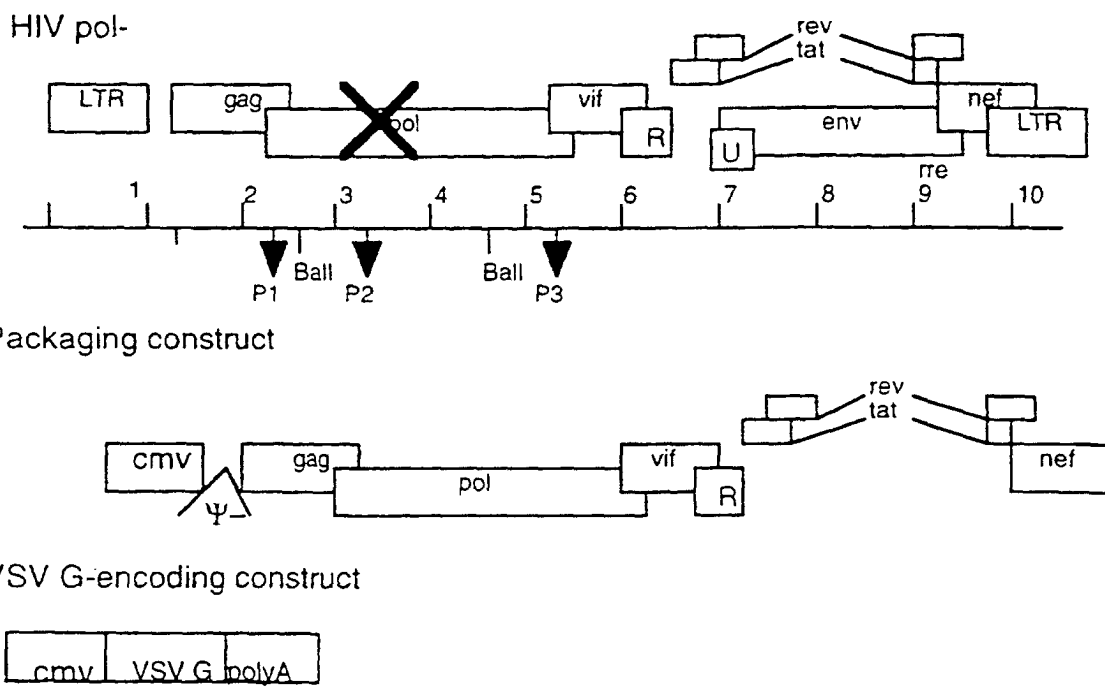 HIV pol-
rev
tat
LTR
gag
pol
vif
R
U
env
nef
LTR
rre
1 2 3 4 5 6 7 8 9 10
P1
Ball
P2
Ball
P3
Packaging construct
rev
tat
cmv
Ψ–
gag
pol
vif
R
nef
VSV G-encoding construct
cmv
VSV G
polyA